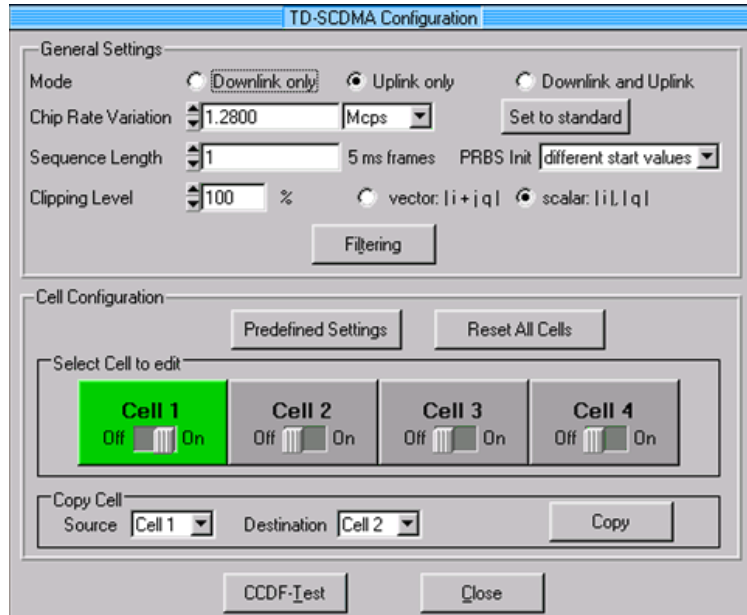 TD-SCDMA Configuration
General Settings
Mode Downlink only Uplink only Downlink and Uplink
Chip Rate Variation 1.2800 Mcps Set to standard
Sequence Length 1 5 ms frames PRBS Init different start values
Clipping Level 100 % vector: | i + j q | scalar: | i |, | q |
Filtering
Cell Configuration
Predefined Settings Reset All Cells
Select Cell to edit
Cell 1 Cell 2 Cell 3 Cell 4
Off On Off On Off On Off On
Copy Cell
Source Cell 1 Destination Cell 2 Copy
CCDF-Test Close